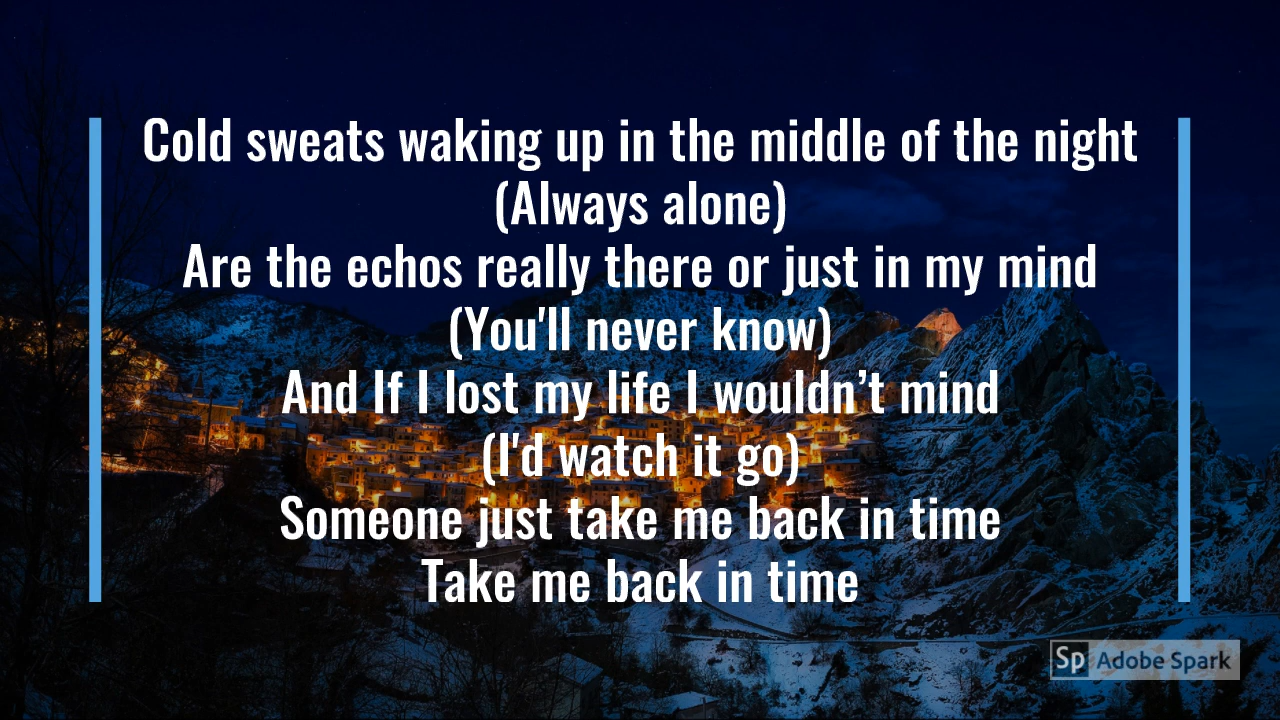 Cold sweats waking up in the middle of the night
(Always alone)
Are the echos really there or just in my mind
(You'll never know)
And If I lost my life I wouldn’t mind
(I'd watch it go)
Someone just take me back in time
Take me back in time
Sp Adobe Spark